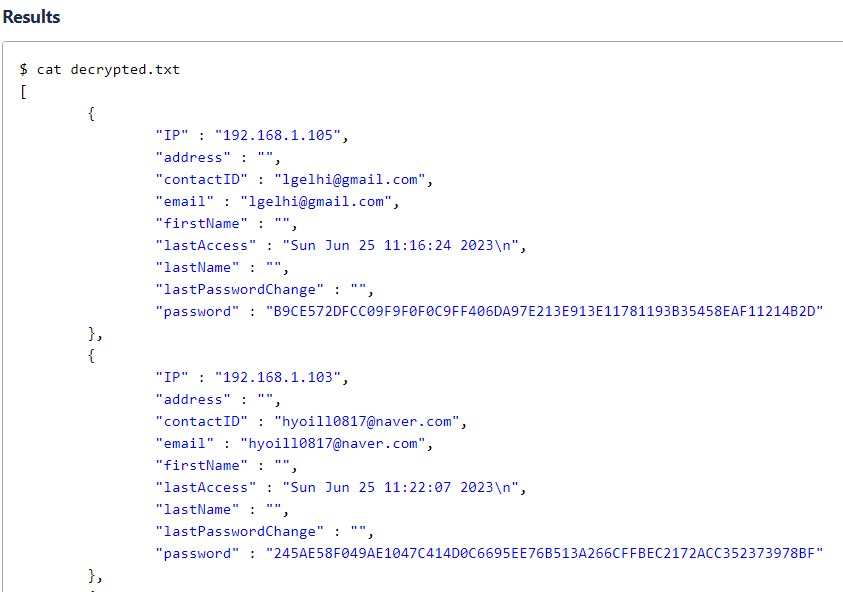 Results
$ cat decrypted.txt
[
{
"IP" : "192.168.1.105",
"address" : "",
"contactID" : "lgelhi@gmail.com",
"email" : "lgelhi@gmail.com",
"firstName" : "",
"lastAccess" : "Sun Jun 25 11:16:24 2023\n",
"lastName" : "",
"lastPasswordChange" : "",
"password" : "B9CE572DFCC09F9F0F0C9FF406DA97E213E913E11781193B35458EAF11214B2D"
},
{
"IP" : "192.168.1.103",
"address" : "",
"contactID" : "hyoill0817@naver.com",
"email" : "hyoill0817@naver.com",
"firstName" : "",
"lastAccess" : "Sun Jun 25 11:22:07 2023\n",
"lastName" : "",
"lastPasswordChange" : "",
"password" : "245AE58F049AE1047C414D0C6695EE76B513A266CFFBEC2172ACC352373978BF"
},